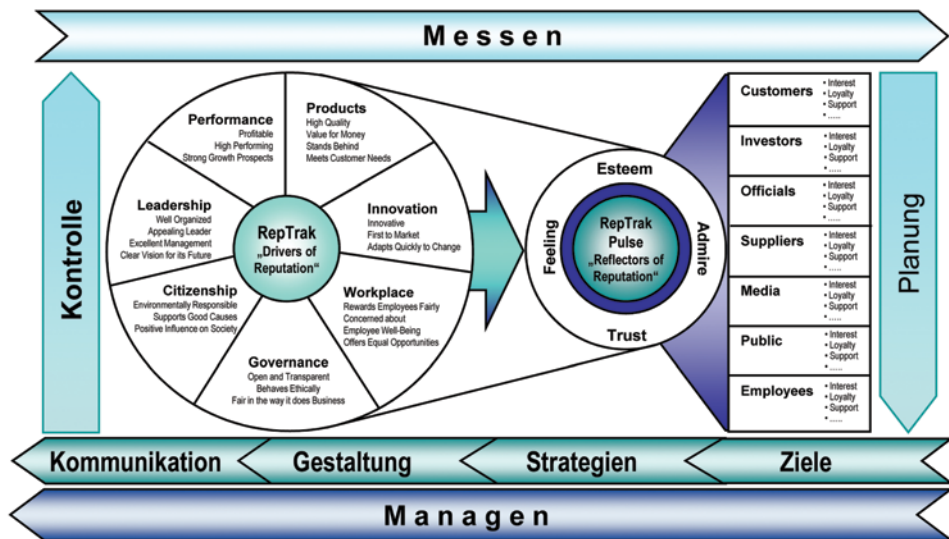 Messen
Kontrolle
Performance
Profitable
High Performing
Strong Growth Prospects
Products
High Quality
Value for Money
Stands Behind
Meets Customer Needs
Leadership
Well Organized
Appealing Leader
Excellent Management
Clear Vision for its Future
RepTrak
„Drivers of
Reputation“
Innovation
Innovative
First to Market
Adapts Quickly to Change
Citizenship
Environmentally Responsible
Supports Good Causes
Positive Influence on Society
Workplace
Rewards Employees Fairly
Concerned about
Employee Well-Being
Offers Equal Opportunities
Governance
Open and Transparent
Behaves Ethically
Fair in the way it does Business
Esteem
Feeling
RepTrak
Pulse
„Reflectors of
Reputation“
Admire
Trust
Customers
• Interest
• Loyalty
• Support
• .....
Investors
• Interest
• Loyalty
• Support
• .....
Officials
• Interest
• Loyalty
• Support
• .....
Suppliers
• Interest
• Loyalty
• Support
• .....
Media
• Interest
• Loyalty
• Support
• .....
Public
• Interest
• Loyalty
• Support
• .....
Employees
• Interest
• Loyalty
• Support
• .....
Planung
Kommunikation
Gestaltung
Strategien
Ziele
Managen